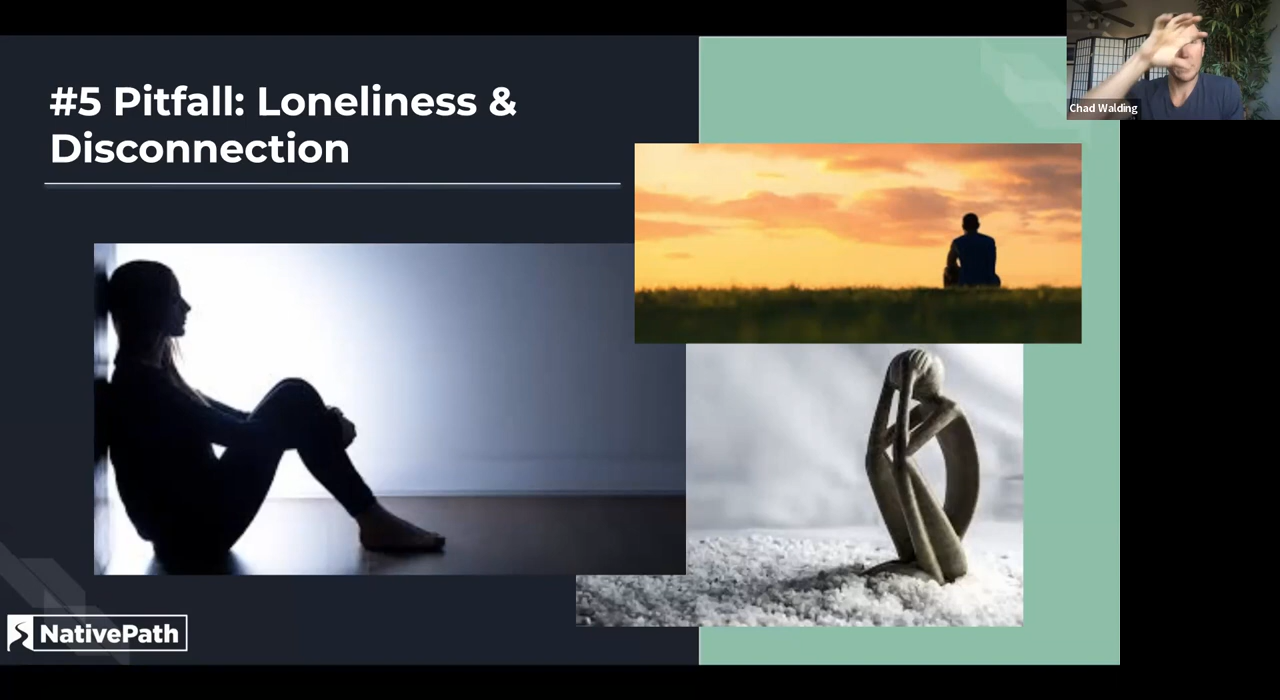 #5 Pitfall: Loneliness &
Disconnection
Chad Walding
NativePath